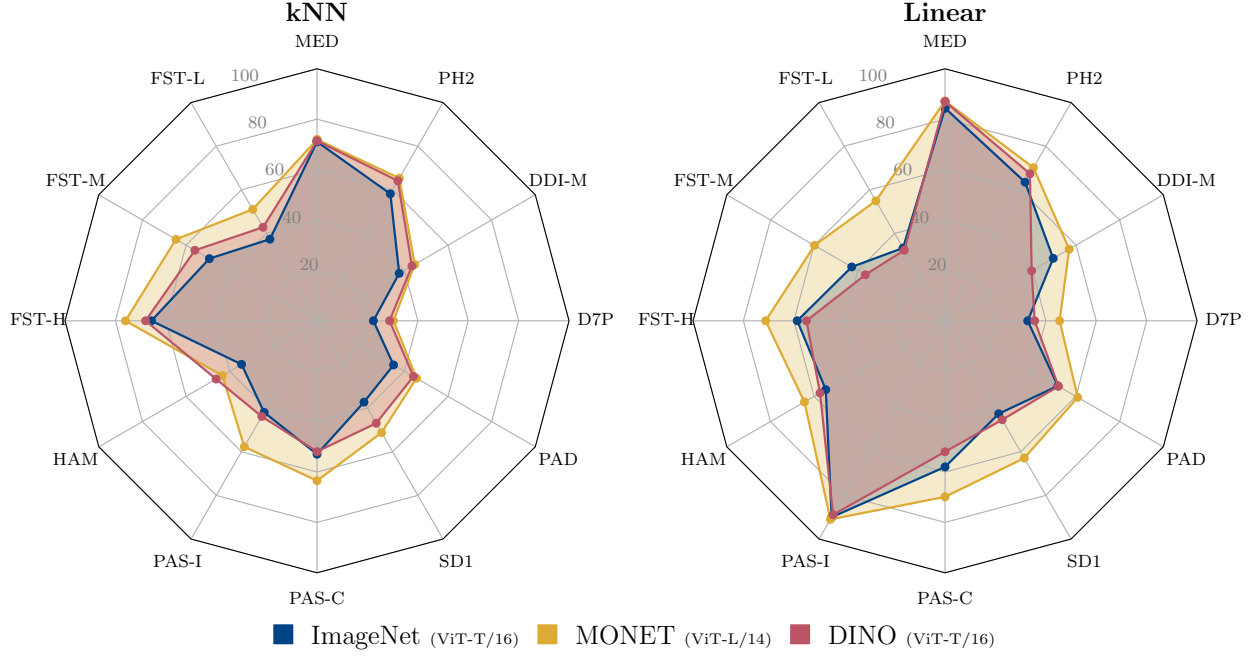 kNN
MED
PH2
DDI-M
D7P
PAD
SD1
PAS-C
PAS-I
HAM
FST-H
FST-M
FST-L
100
80
60
40
20
Linear
MED
PH2
DDI-M
D7P
PAD
SD1
PAS-C
PAS-I
HAM
FST-H
FST-M
FST-L
100
80
60
40
20
ImageNet (ViT-T/16) MONET (ViT-L/14) DINO (ViT-T/16)